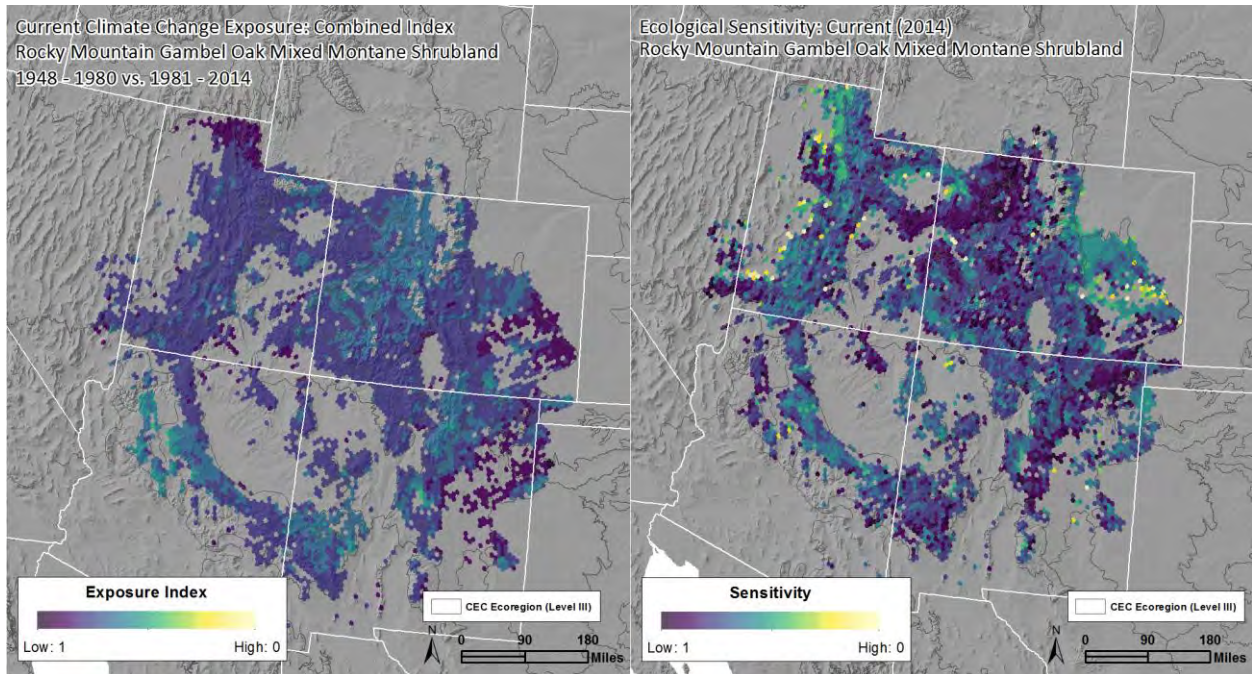 Current Climate Change Exposure: Combined Index
Rocky Mountain Gambel Oak Mixed Montane Shrubland
1948 - 1980 vs. 1981 - 2014
Exposure Index
Low: 1
High: 0
CEC Ecoregion (Level III)
N
0 90 180
Miles
Ecological Sensitivity: Current (2014)
Rocky Mountain Gambel Oak Mixed Montane Shrubland
Sensitivity
Low: 1
High: 0
CEC Ecoregion (Level III)
N
0 90 180
Miles